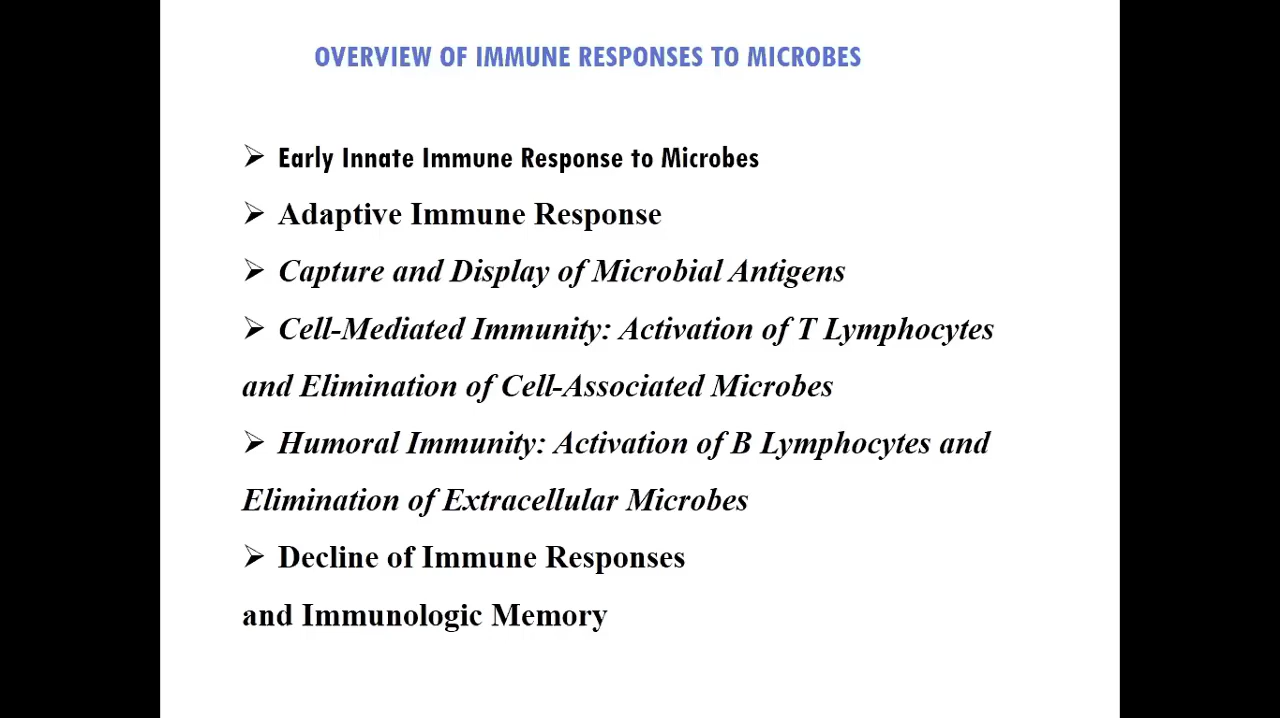 OVERVIEW OF IMMUNE RESPONSES TO MICROBES
➢ Early Innate Immune Response to Microbes
➢ Adaptive Immune Response
➢ Capture and Display of Microbial Antigens
➢ Cell-Mediated Immunity: Activation of T Lymphocytes
and Elimination of Cell-Associated Microbes
➢ Humoral Immunity: Activation of B Lymphocytes and
Elimination of Extracellular Microbes
➢ Decline of Immune Responses
and Immunologic Memory